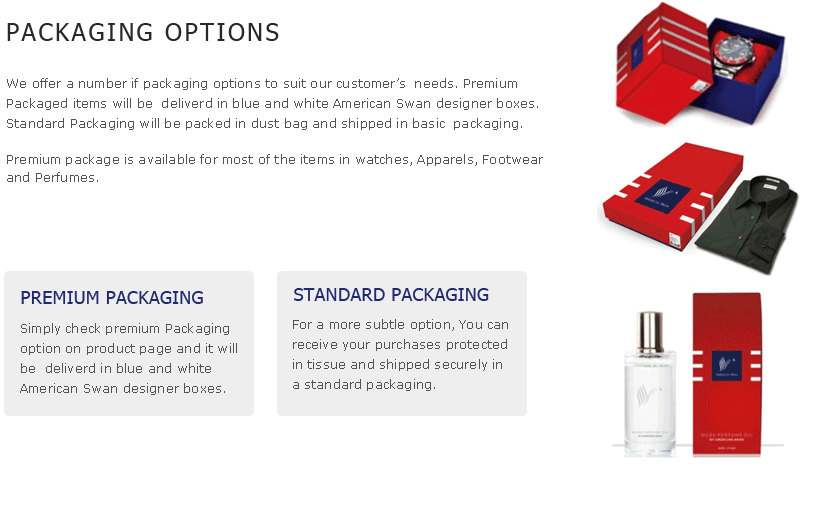 PACKAGING OPTIONS
We offer a number if packaging options to suit our customer’s needs. Premium
Packaged items will be deliverd in blue and white American Swan designer boxes.
Standard Packaging will be packed in dust bag and shipped in basic packaging.
Premium package is available for most of the items in watches, Apparels, Footwear
and Perfumes.
PREMIUM PACKAGING
Simply check premium Packaging
option on product page and it will
be deliverd in blue and white
American Swan designer boxes.
STANDARD PACKAGING
For a more subtle option, You can
receive your purchases protected
in tissue and shipped securely in
a standard packaging.
AMERICAN SWAN
MUSK PERFUME OIL
BY AMERICAN SWAN